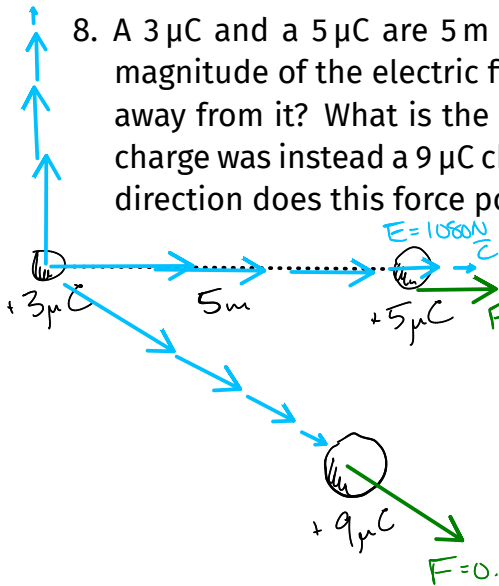 8. A 3 µC and a 5 µC are 5 m
magnitude of the electric f
away from it? What is the
charge was instead a 9 µC c
direction does this force po
E = 1080 N/C
+3µC
5m
+5µC
F
+9µC
F=0.